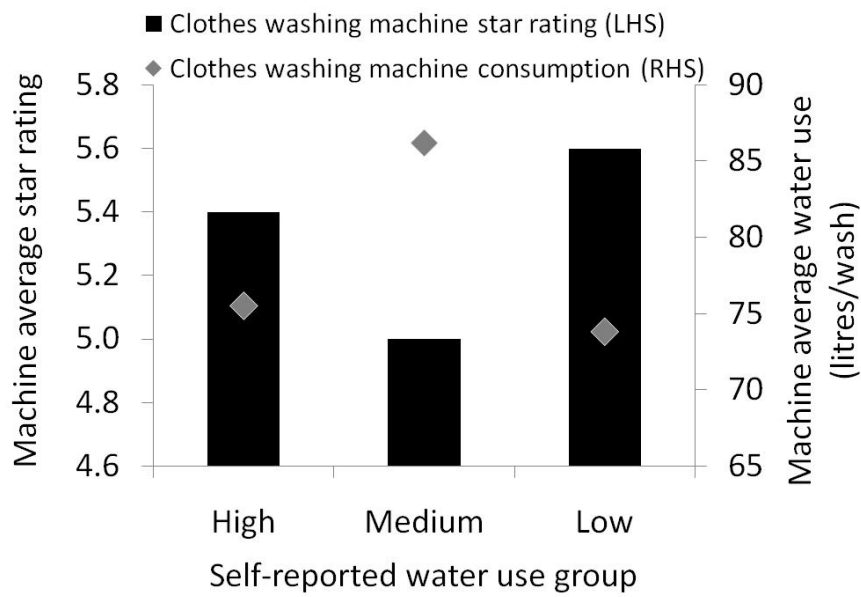 Clothes washing machine star rating (LHS)
Clothes washing machine consumption (RHS)
Machine average star rating
5.8
5.6
5.4
5.2
5.0
4.8
4.6
90
85
80
75
70
65
Machine average water use
(litres/wash)
High Medium Low
Self-reported water use group